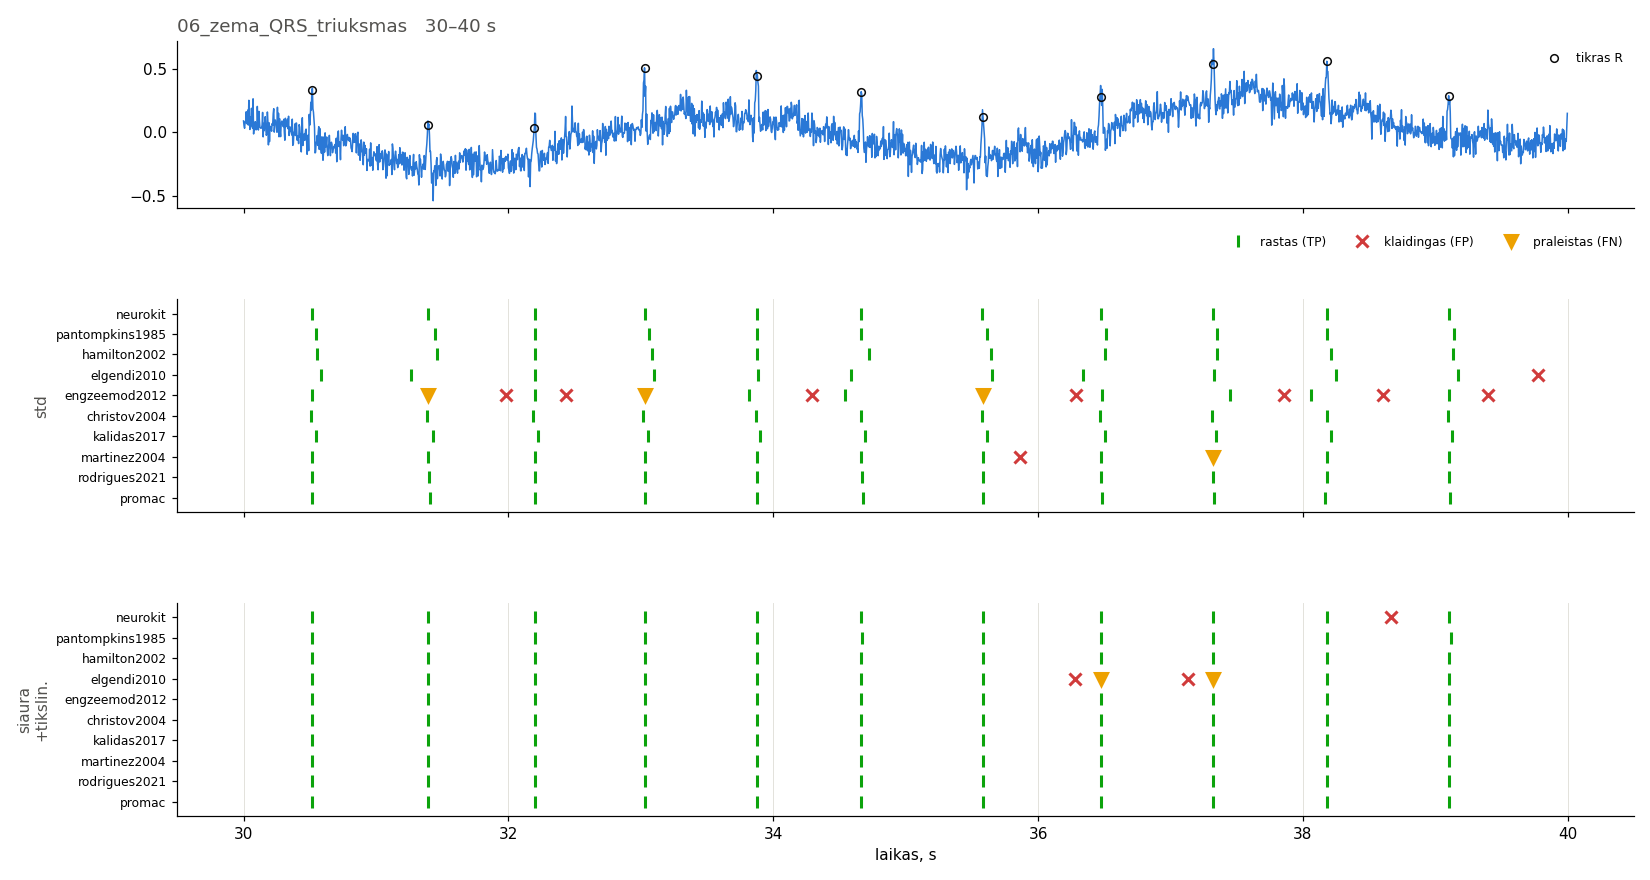 06_zema_QRS_triuksmas 30–40 s
tikras R
0.5
0.0
−0.5
rastas (TP)
klaidingas (FP)
praleistas (FN)
std
neurokit
pantompkins1985
hamilton2002
elgendi2010
engzeemod2012
christov2004
kalidas2017
martinez2004
rodrigues2021
promac
siaura
+tikslin.
neurokit
pantompkins1985
hamilton2002
elgendi2010
engzeemod2012
christov2004
kalidas2017
martinez2004
rodrigues2021
promac
30 32 34 36 38 40
laikas, s